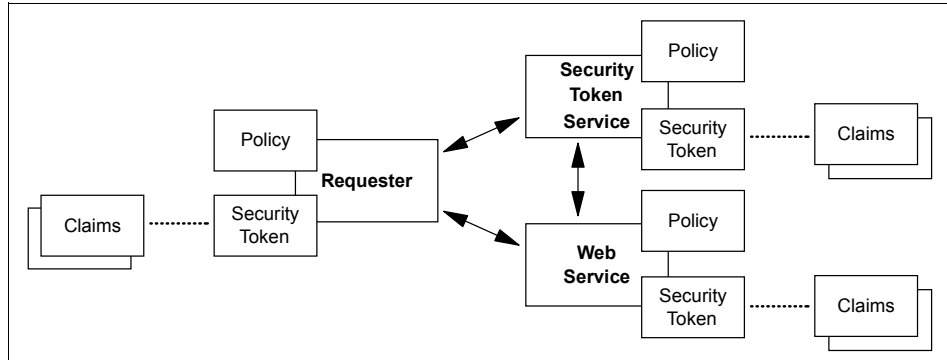 Policy
Security
Token
Service
Security
Token
Claims
Policy
Requester
Claims
Security
Token
Policy
Web
Service
Security
Token
Claims